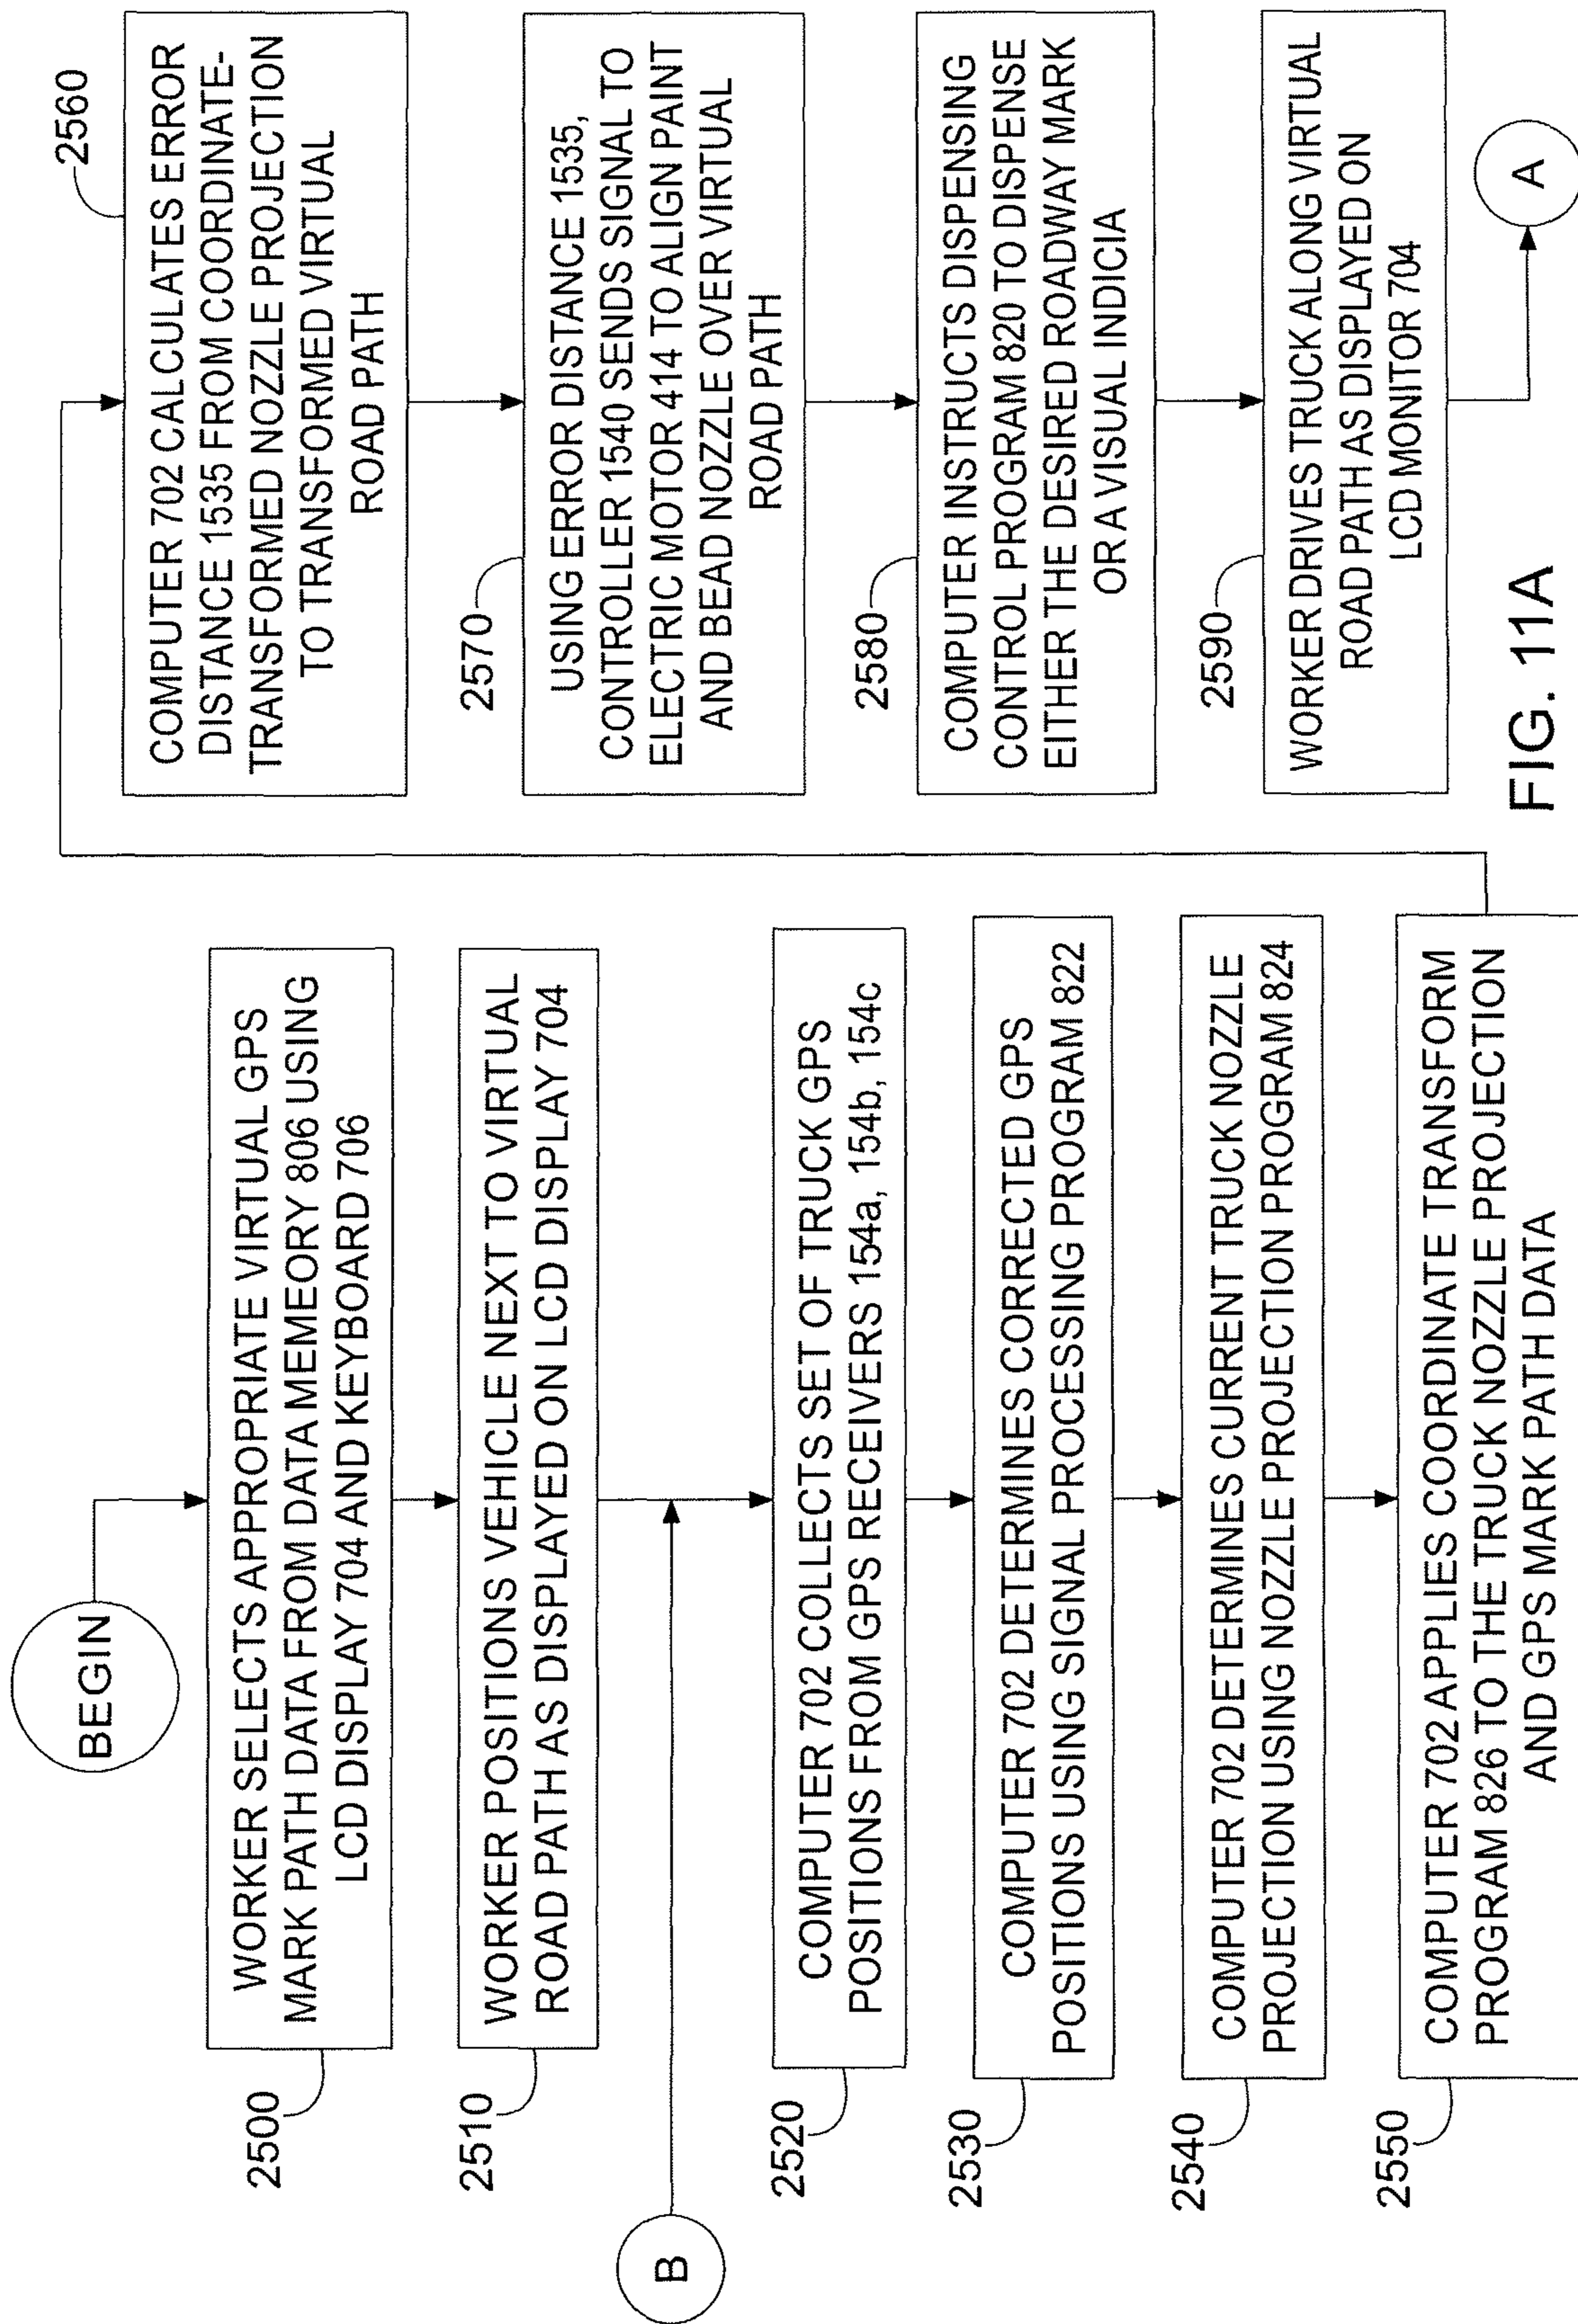 BEGIN
2500
WORKER SELECTS APPROPRIATE VIRTUAL GPS
MARK PATH DATA FROM DATA MEMEORY 806 USING
LCD DISPLAY 704 AND KEYBOARD 706
2510
WORKER POSITIONS VEHICLE NEXT TO VIRTUAL
ROAD PATH AS DISPLAYED ON LCD DISPLAY 704
B
2520
COMPUTER 702 COLLECTS SET OF TRUCK GPS
POSITIONS FROM GPS RECEIVERS 154a, 154b, 154c
2530
COMPUTER 702 DETERMINES CORRECTED GPS
POSITIONS USING SIGNAL PROCESSING PROGRAM 822
2540
COMPUTER 702 DETERMINES CURRENT TRUCK NOZZLE
PROJECTION USING NOZZLE PROJECTION PROGRAM 824
2550
COMPUTER 702 APPLIES COORDINATE TRANSFORM
PROGRAM 826 TO THE TRUCK NOZZLE PROJECTION
AND GPS MARK PATH DATA
2560
COMPUTER 702 CALCULATES ERROR
DISTANCE 1535 FROM COORDINATE-
TRANSFORMED NOZZLE PROJECTION
TO TRANSFORMED VIRTUAL
ROAD PATH
2570
USING ERROR DISTANCE 1535,
CONTROLLER 1540 SENDS SIGNAL TO
ELECTRIC MOTOR 414 TO ALIGN PAINT
AND BEAD NOZZLE OVER VIRTUAL
ROAD PATH
2580
COMPUTER INSTRUCTS DISPENSING
CONTROL PROGRAM 820 TO DISPENSE
EITHER THE DESIRED ROADWAY MARK
OR A VISUAL INDICIA
2590
WORKER DRIVES TRUCK ALONG VIRTUAL
ROAD PATH AS DISPLAYED ON
LCD MONITOR 704
A
FIG. 11A